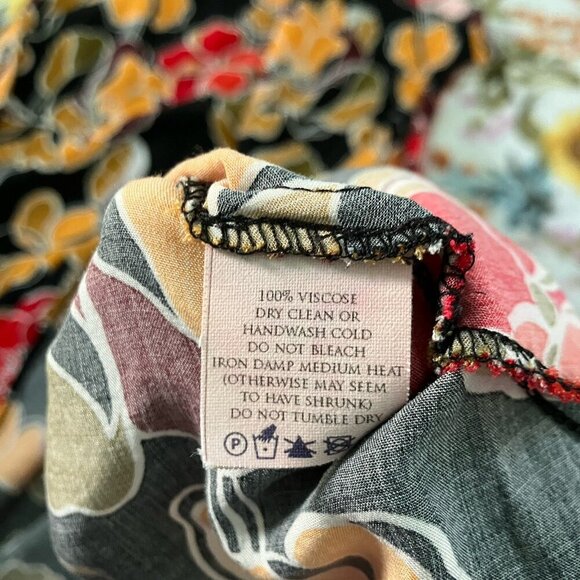 100% VISCOSE
DRY CLEAN OR
HANDWASH COLD
DO NOT BLEACH
IRON DAMP MEDIUM HEAT
(OTHERWISE MAY SEEM
TO HAVE SHRUNK)
DO NOT TUMBLE DRY
P